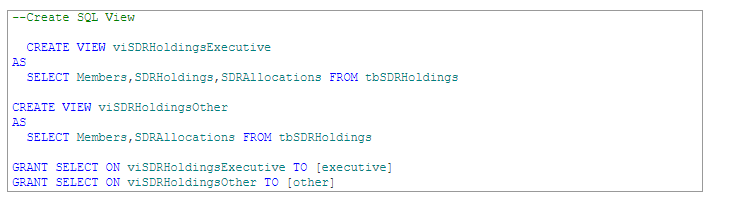 --Create SQL View
CREATE VIEW viSDRHoldingsExecutive
AS
SELECT Members,SDRHoldings,SDRAllocations FROM tbSDRHoldings
CREATE VIEW viSDRHoldingsOther
AS
SELECT Members,SDRAllocations FROM tbSDRHoldings
GRANT SELECT ON viSDRHoldingsExecutive TO [executive]
GRANT SELECT ON viSDRHoldingsOther TO [other]